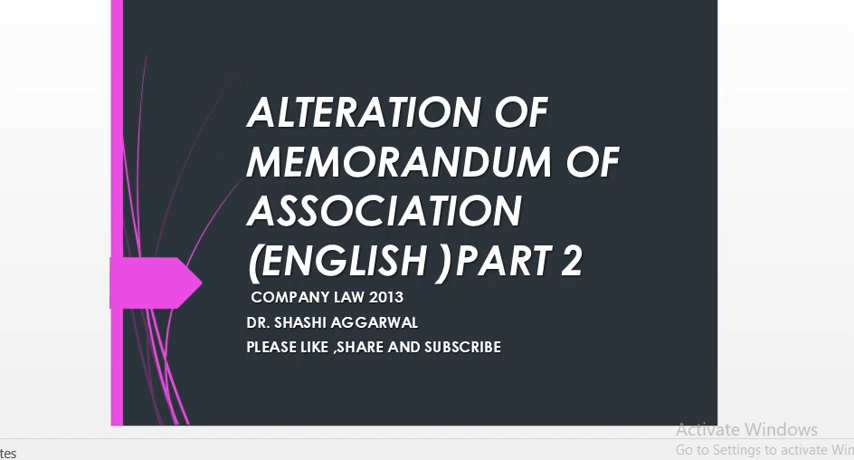 ALTERATION OF
MEMORANDUM OF
ASSOCIATION
(ENGLISH )PART 2
COMPANY LAW 2013
DR. SHASHI AGGARWAL
PLEASE LIKE ,SHARE AND SUBSCRIBE
Activate Windows
Go to Settings to activate Win
tes